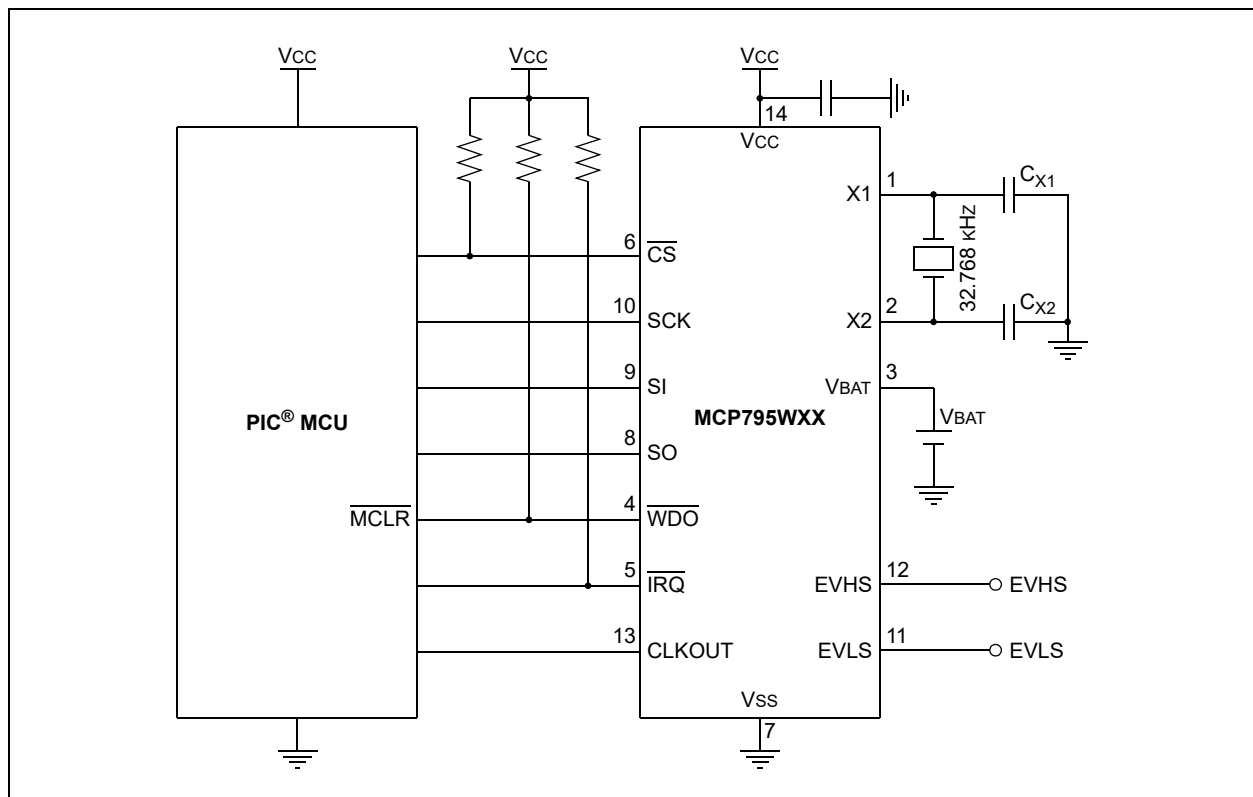 VCC
VCC
VCC
14
VCC
PIC® MCU
MCP795WXX
6
CS
10
SCK
9
SI
8
SO
MCLR
4
WDO
5
IRQ
13
CLKOUT
X1
1
CX1
32.768 KHZ
X2
2
CX2
VBAT
3
VBAT
EVHS
12
EVHS
EVLS
11
EVLS
VSS
7